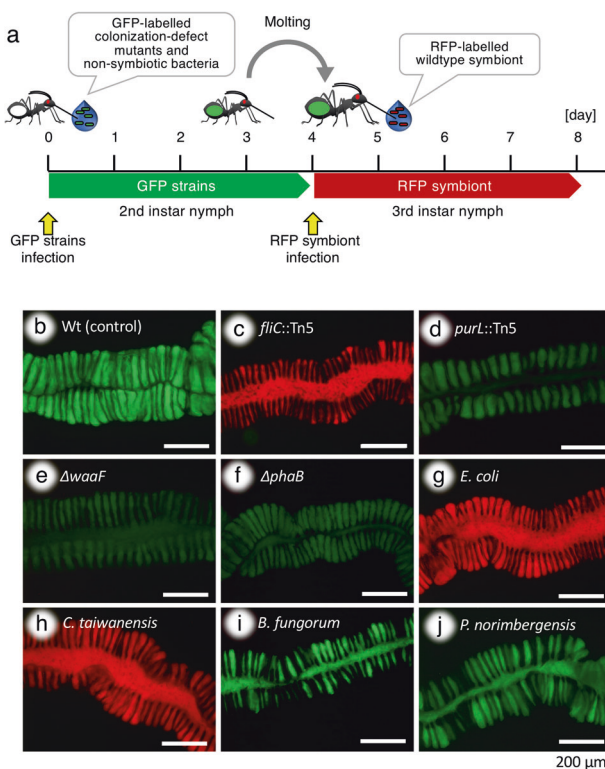 a
GFP-labelled
colonization-defect
mutants and
non-symbiotic bacteria
Molting
RFP-labelled
wildtype symbiont
[day]
0 1 2 3 4 5 6 7 8
GFP strains
RFP symbiont
2nd instar nymph
3rd instar nymph
GFP strains
infection
RFP symbiont
infection
b Wt (control)
c fliC::Tn5
d purL::Tn5
e ΔwaaF
f ΔphaB
g E. coli
h C. taiwanensis
i B. fungorum
j P. norimbergensis
200 μm